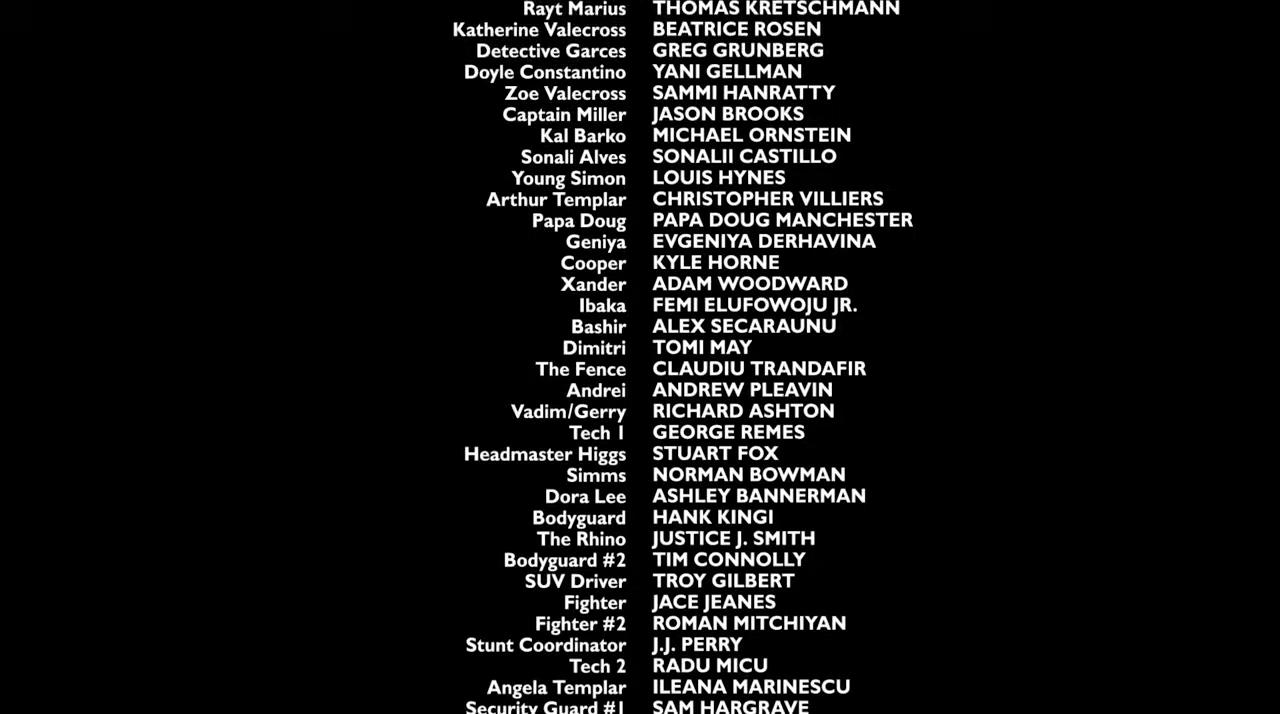 Rayt Marius THOMAS KRETSCHMANN
Katherine Valecross BEATRICE ROSEN
Detective Garces GREG GRUNBERG
Doyle Constantino YANI GELLMAN
Zoe Valecross SAMMI HANRATTY
Captain Miller JASON BROOKS
Kal Barko MICHAEL ORNSTEIN
Sonali Alves SONALII CASTILLO
Young Simon LOUIS HYNES
Arthur Templar CHRISTOPHER VILLIERS
Papa Doug PAPA DOUG MANCHESTER
Geniya EVGENIYA DERHAVINA
Cooper KYLE HORNE
Xander ADAM WOODWARD
Ibaka FEMI ELUFOWOJU JR.
Bashir ALEX SECARAUNU
Dimitri TOMI MAY
The Fence CLAUDIU TRANDAFIR
Andrei ANDREW PLEAVIN
Vadim/Gerry RICHARD ASHTON
Tech 1 GEORGE REMES
Headmaster Higgs STUART FOX
Simms NORMAN BOWMAN
Dora Lee ASHLEY BANNERMAN
Bodyguard HANK KINGI
The Rhino JUSTICE J. SMITH
Bodyguard #2 TIM CONNOLLY
SUV Driver TROY GILBERT
Fighter JACE JEANES
Fighter #2 ROMAN MITCHIYAN
Stunt Coordinator J.J. PERRY
Tech 2 RADU MICU
Angela Templar ILEANA MARINESCU
Security Guard #1 SAM HARGRAVE